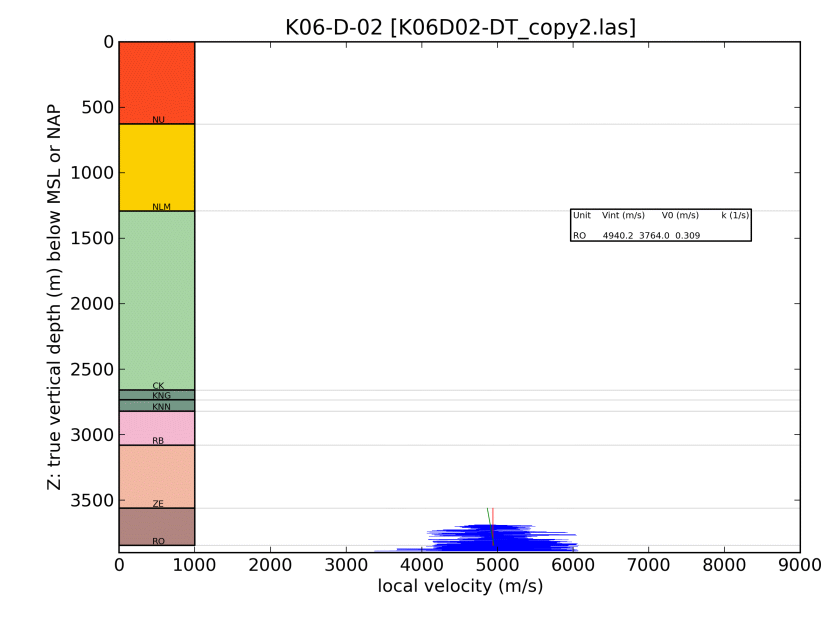 K06-D-02 [K06D02-DT_copy2.las]
Z: true vertical depth (m) below MSL or NAP
0
500
1000
1500
2000
2500
3000
3500
NU
NLM
CK
KNG
KNN
RB
ZE
RO
Unit Vint (m/s) V0 (m/s) k (1/s)
RO 4940.2 3764.0 0.309
0 1000 2000 3000 4000 5000 6000 7000 8000 9000
local velocity (m/s)